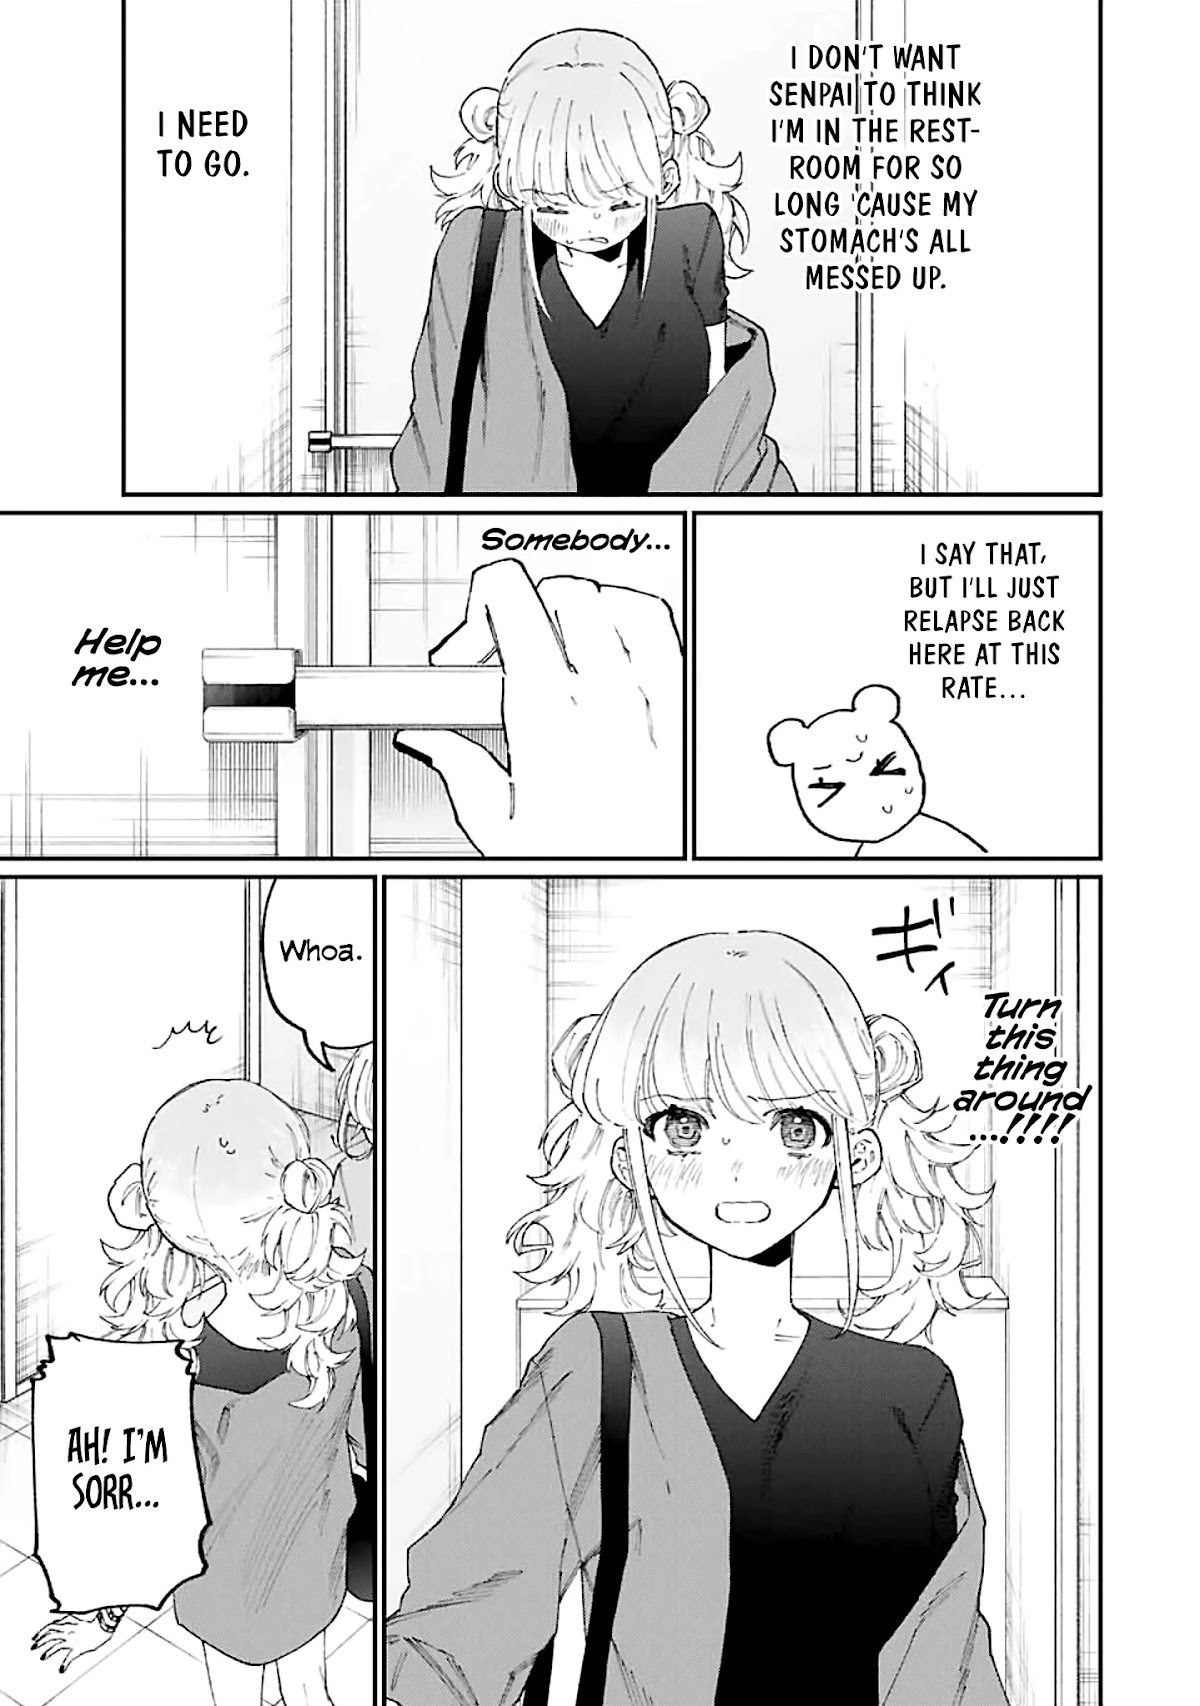 I DON'T WANT
SENPAI TO THINK
I'M IN THE REST-
ROOM FOR SO
LONG 'CAUSE MY
STOMACH'S ALL
MESSED UP.
I NEED
TO GO.
I SAY THAT,
BUT I'LL JUST
RELAPSE BACK
HERE AT THIS
RATE...
Somebody...
Help
me...
ギィ
Turn
this
thing
around
...!!!!
Whoa.
AH! I'M
SORR...